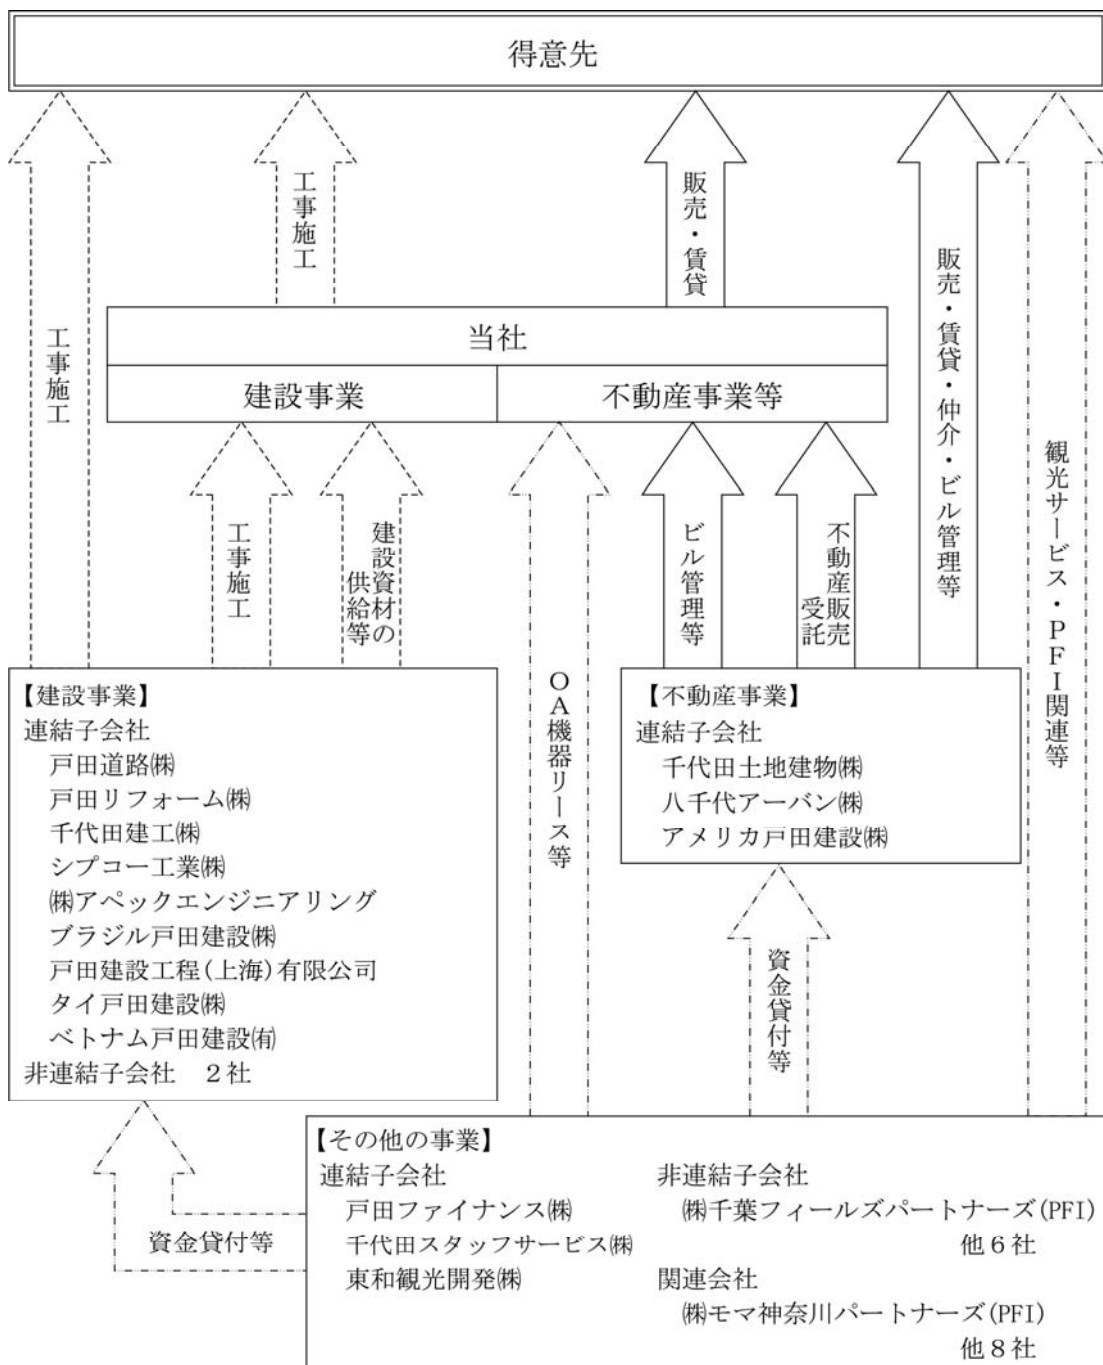 得意先
工事施工
工事施工
販売・賃貸
販売・賃貸・仲介・ビル管理等
観光サービス・PFI関連等
当社
建設事業
不動産事業等
工事施工
建設資材の
供給等
OA機器リース等
ビル管理等
不動産販売
受託
【建設事業】
連結子会社
戸田道路㈱
戸田リフォーム㈱
千代田建工㈱
シプコー工業㈱
㈱アペックエンジニアリング
ブラジル戸田建設㈱
戸田建設工程(上海)有限公司
タイ戸田建設㈱
ベトナム戸田建設㈲
非連結子会社　２社
【不動産事業】
連結子会社
千代田土地建物㈱
八千代アーバン㈱
アメリカ戸田建設㈱
資金貸付等
資金貸付等
【その他の事業】
連結子会社
戸田ファイナンス㈱
千代田スタッフサービス㈱
東和観光開発㈱
非連結子会社
㈱千葉フィールズパートナーズ(PFI)
他６社
関連会社
㈱モマ神奈川パートナーズ(PFI)
他８社